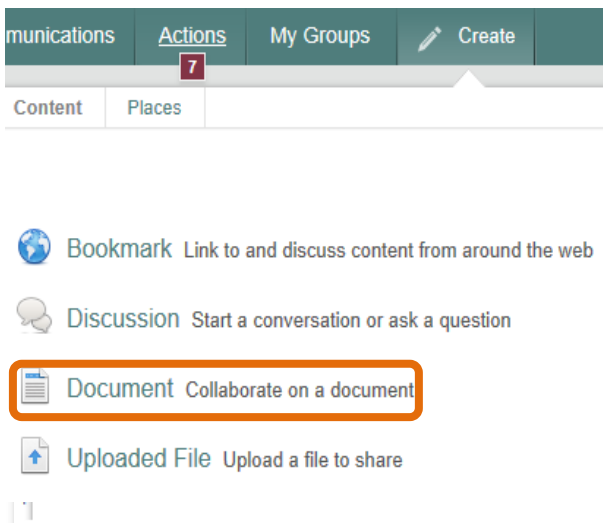 munications Actions My Groups Create
7
Content Places
Bookmark Link to and discuss content from around the web
Discussion Start a conversation or ask a question
Document Collaborate on a document
Uploaded File Upload a file to share